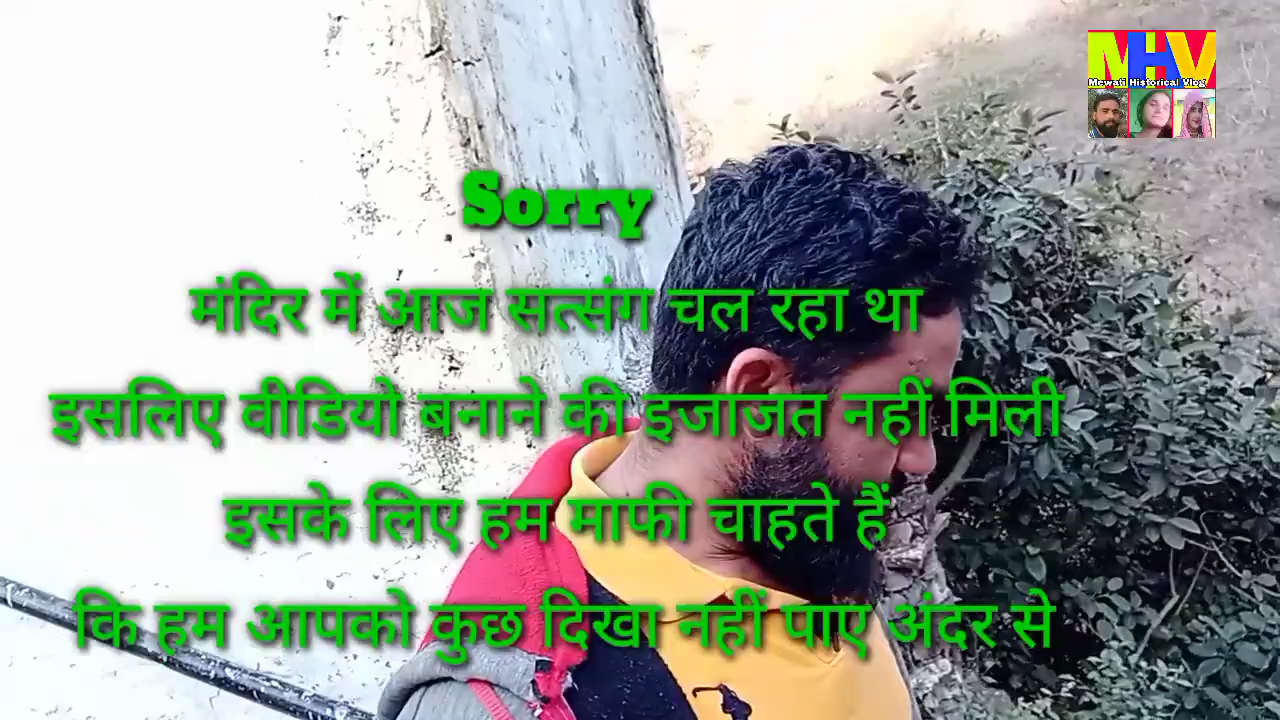 MHV
Mewati Historical Vlog
Sorry
मंदिर में आज सत्संग चल रहा था
इसलिए वीडियो बनाने की इजाजत नहीं मिली
इसके लिए हम माफी चाहते हैं
कि हम आपको कुछ दिखा नहीं पाए अंदर से